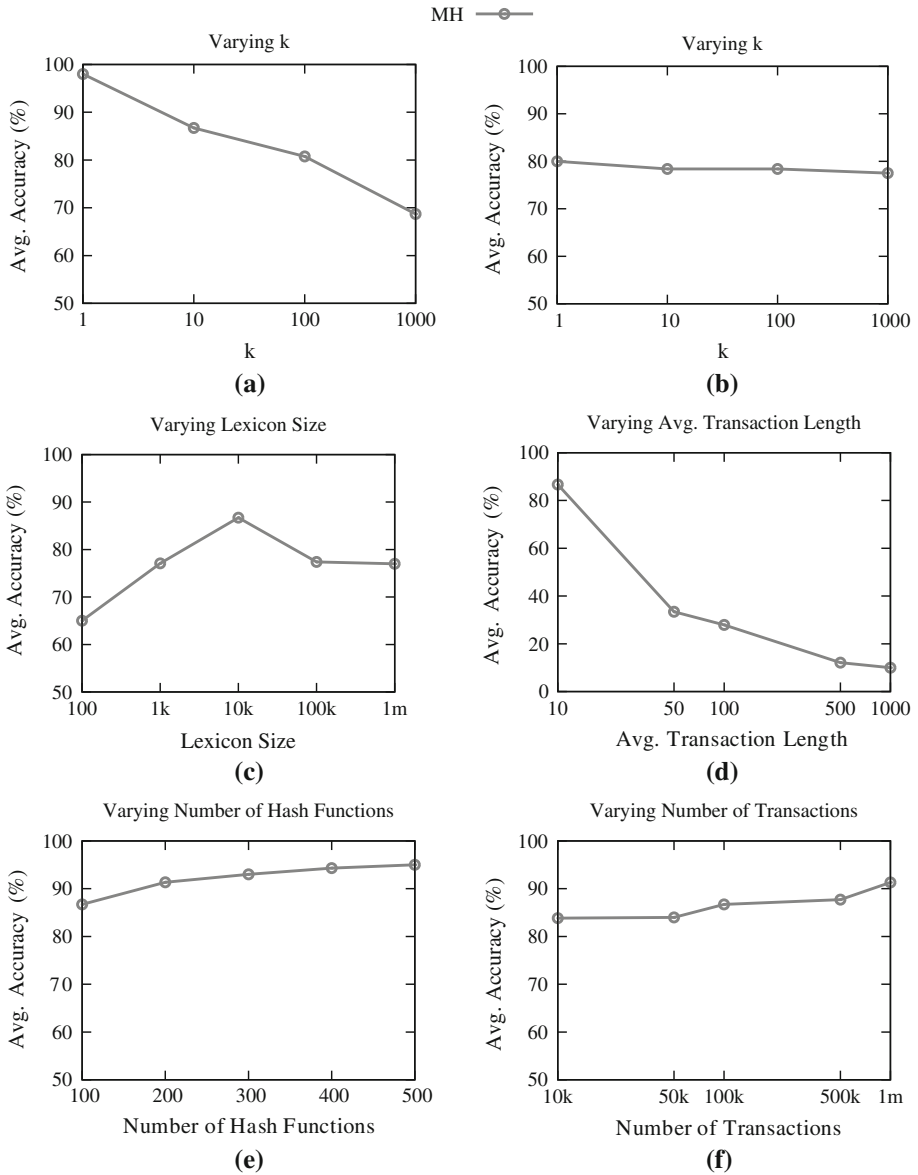 MH
Varying k
100
90
80
70
60
50
Avg. Accuracy (%)
1 10 100 1000
k
(a)
Varying k
100
90
80
70
60
50
Avg. Accuracy (%)
1 10 100 1000
k
(b)
Varying Lexicon Size
100
90
80
70
60
50
Avg. Accuracy (%)
100 1k 10k 100k 1m
Lexicon Size
(c)
Varying Avg. Transaction Length
100
80
60
40
20
0
Avg. Accuracy (%)
10 50 100 500 1000
Avg. Transaction Length
(d)
Varying Number of Hash Functions
100
90
80
70
60
50
Avg. Accuracy (%)
100 200 300 400 500
Number of Hash Functions
(e)
Varying Number of Transactions
100
90
80
70
60
50
Avg. Accuracy (%)
10k 50k 100k 500k 1m
Number of Transactions
(f)